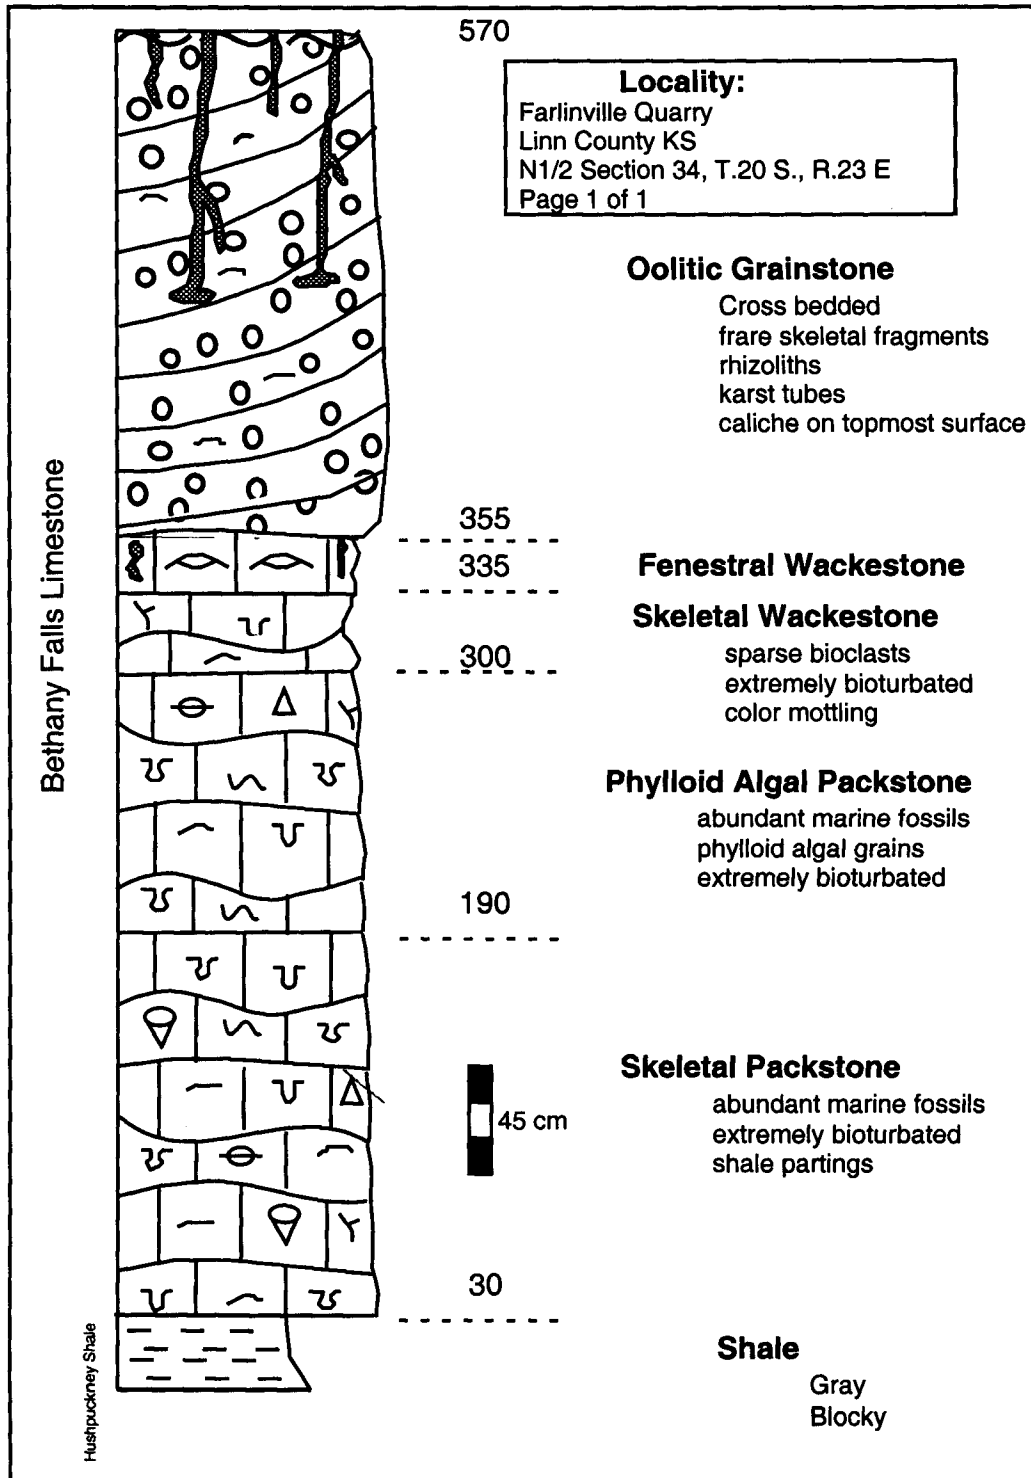 570
Locality:
Farlinville Quarry
Linn County KS
N1/2 Section 34, T.20 S., R.23 E
Page 1 of 1
Oolitic Grainstone
Cross bedded
frare skeletal fragments
rhizoliths
karst tubes
caliche on topmost surface
Bethany Falls Limestone
355
335
Fenestral Wackestone
Skeletal Wackestone
300
sparse bioclasts
extremely bioturbated
color mottling
Phylloid Algal Packstone
abundant marine fossils
phylloid algal grains
extremely bioturbated
190
Skeletal Packstone
45 cm
abundant marine fossils
extremely bioturbated
shale partings
30
Hushpuckney Shale
Shale
Gray
Blocky